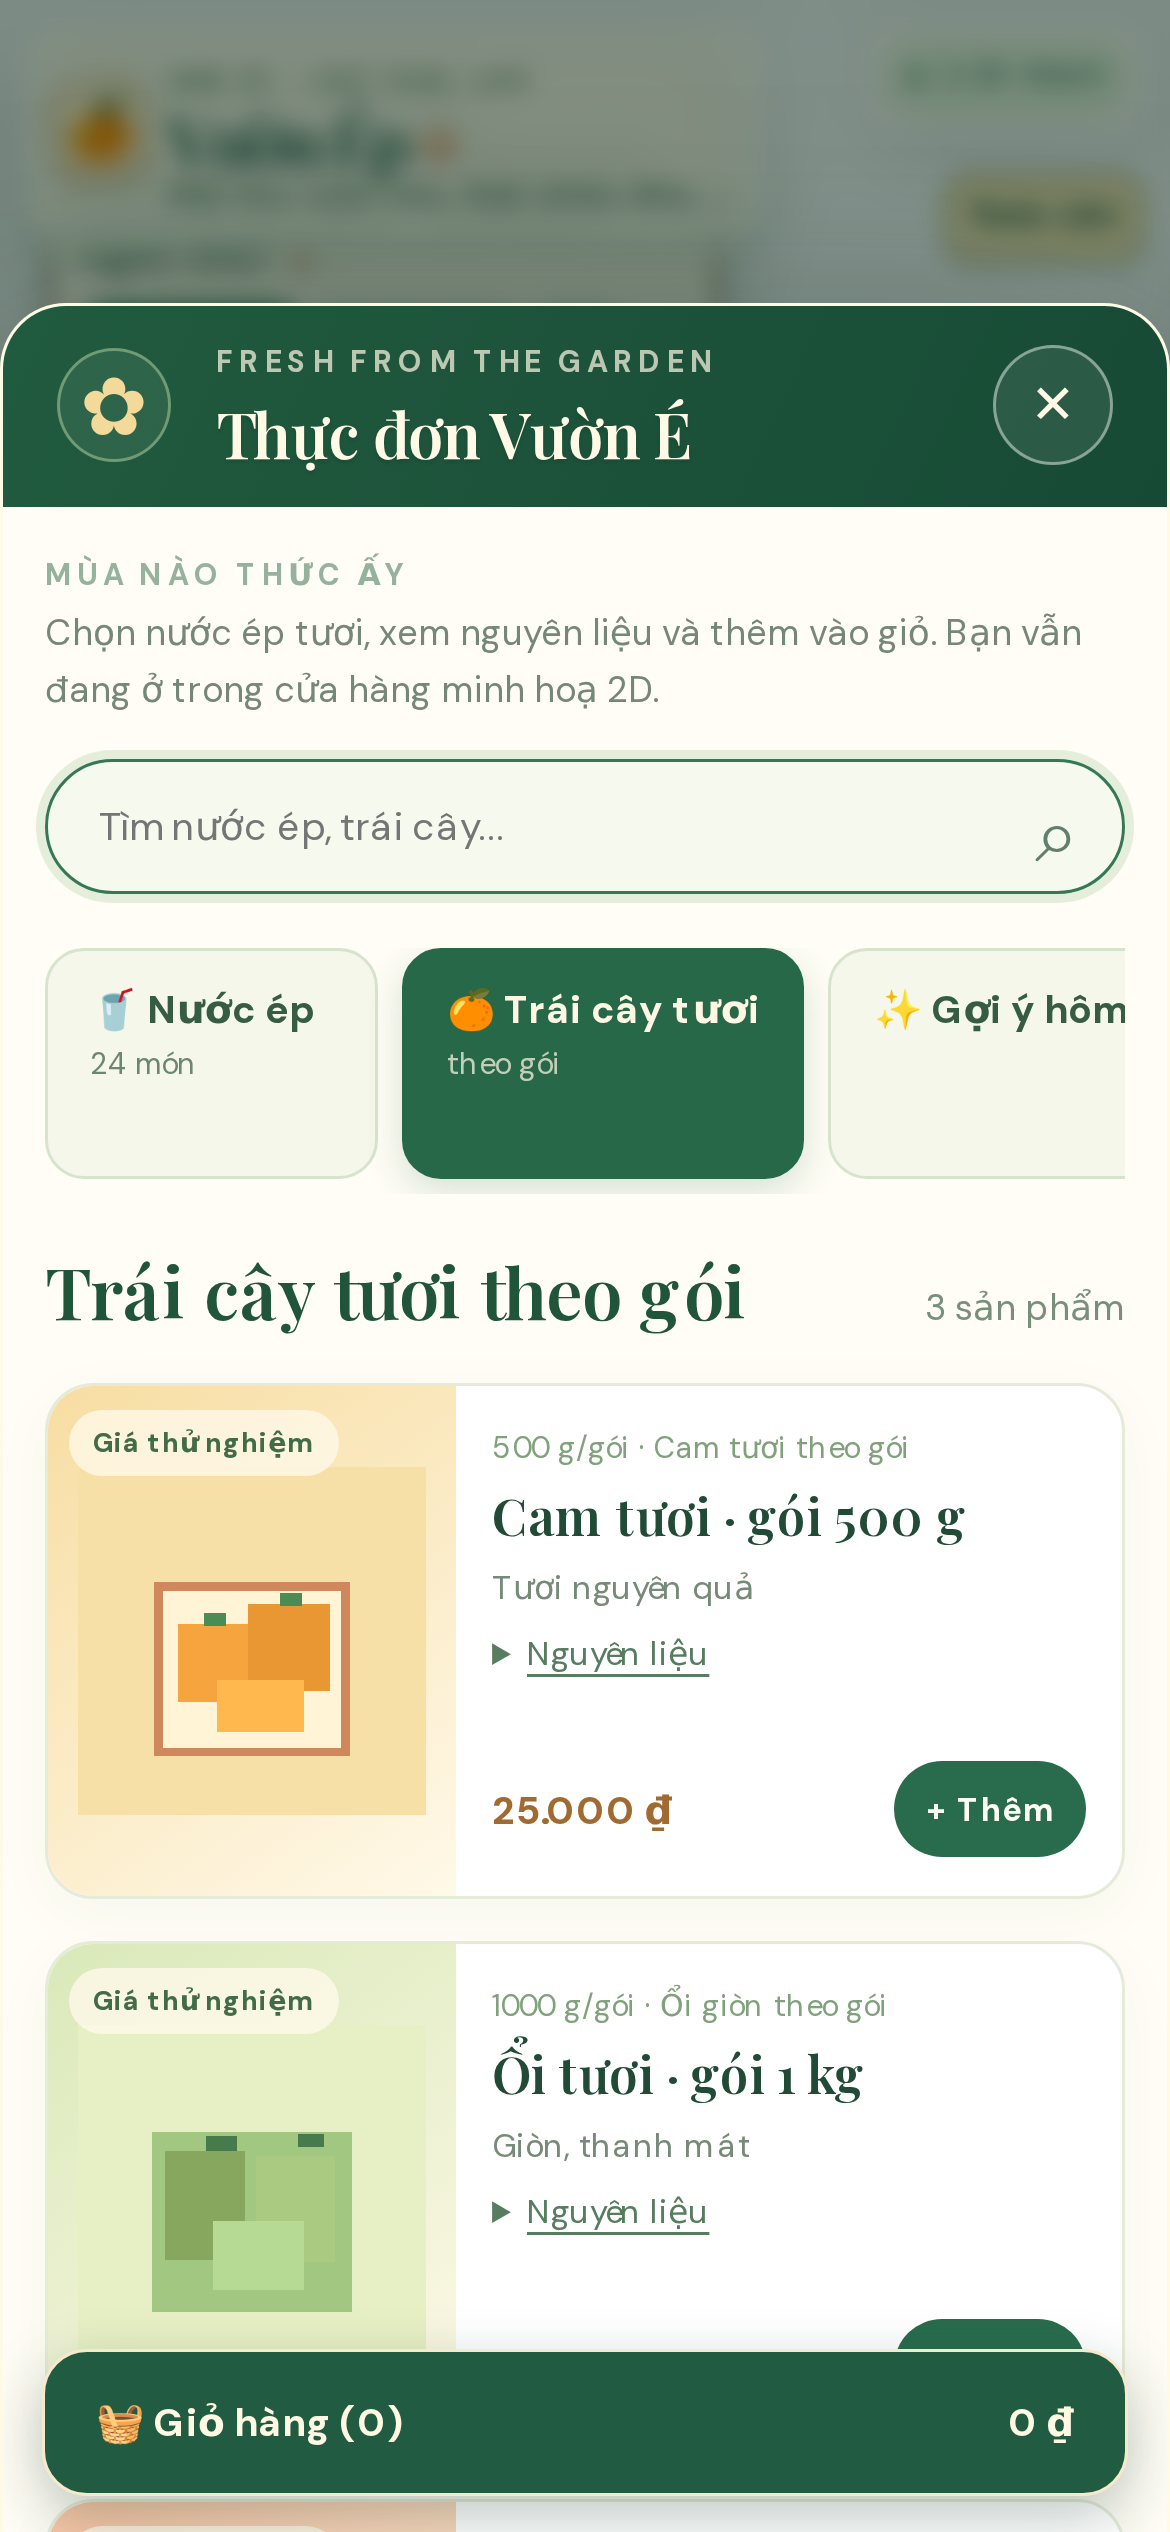 FRESH FROM THE GARDEN
Thực đơn Vườn É
MÙA NÀO THỨC ẤY
Chọn nước ép tươi, xem nguyên liệu và thêm vào giỏ. Bạn vẫn
đang ở trong cửa hàng minh hoạ 2D.
Tìm nước ép, trái cây...
Nước ép
24 món
Trái cây tươi
theo gói
Gợi ý hôm
Trái cây tươi theo gói
3 sản phẩm
Giá thử nghiệm
500 g/gói · Cam tươi theo gói
Cam tươi · gói 500 g
Tươi nguyên quả
Nguyên liệu
25.000 ₫
+ Thêm
Giá thử nghiệm
1000 g/gói · Ổi giòn theo gói
Ổi tươi · gói 1 kg
Giòn, thanh mát
Nguyên liệu
Giỏ hàng (0)
0 ₫